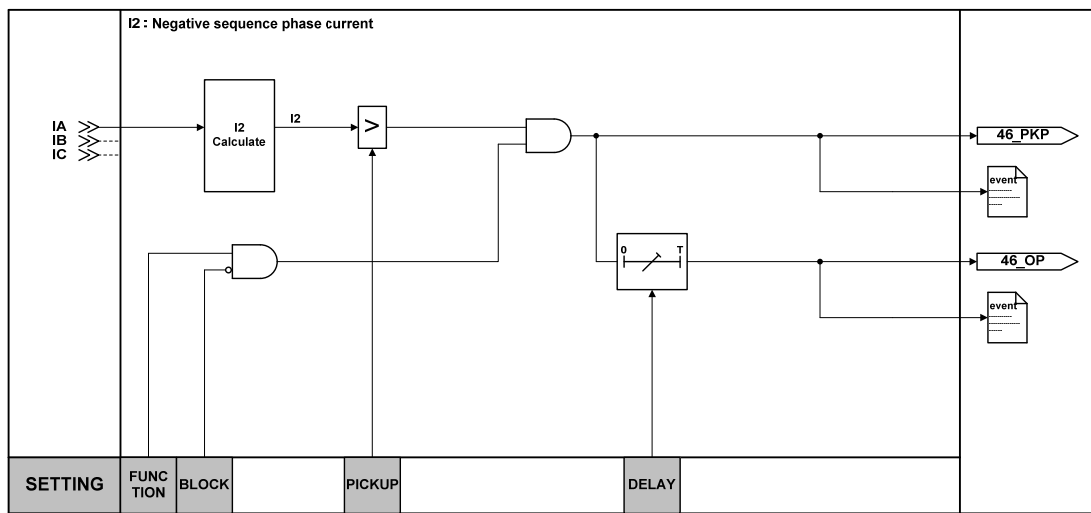 I2 : Negative sequence phase current
IA
IB
IC
I2
Calculate
I2
>
46_PKP
event
0 T
46_OP
event
SETTING
FUNC
TION
BLOCK
PICKUP
DELAY